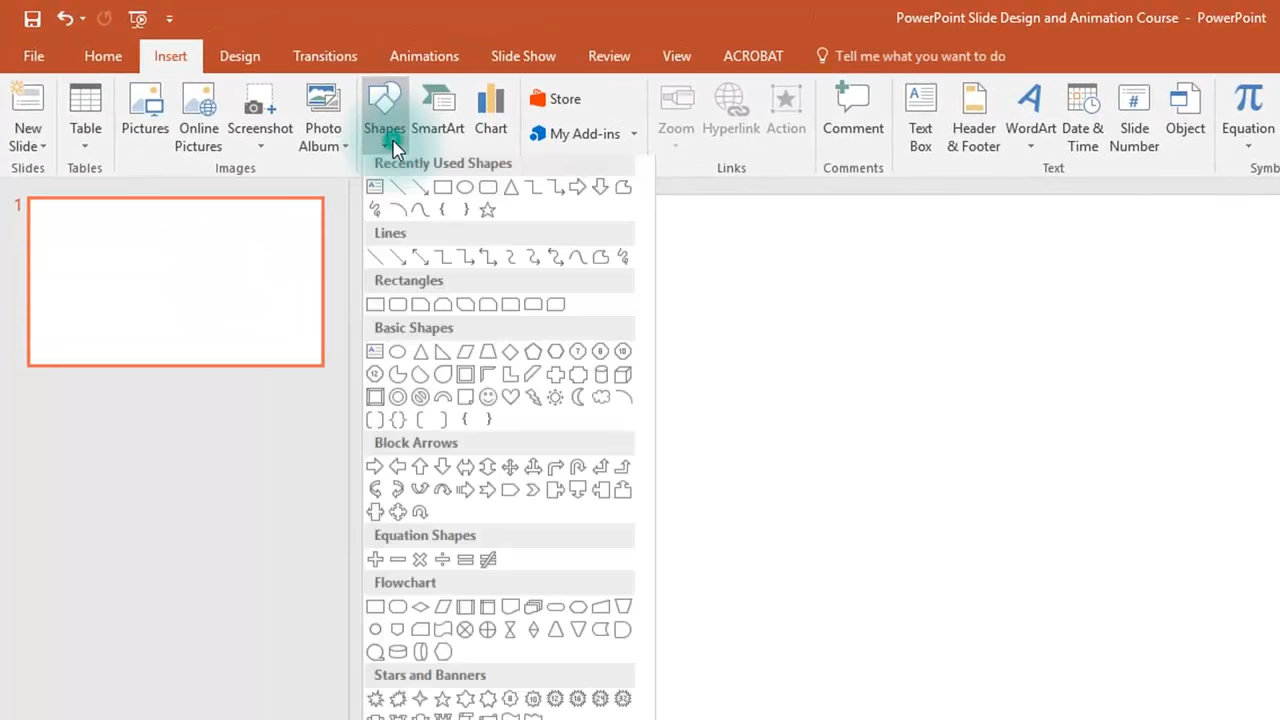 PowerPoint Slide Design and Animation Course - PowerPoint
File Home Insert Design Transitions Animations Slide Show Review View ACROBAT Tell me what you want to do
New Slide
Table
Pictures
Online Pictures
Screenshot
Photo Album
Shapes
SmartArt
Chart
Store
My Add-ins
Zoom
Hyperlink
Action
Comment
Text Box
Header & Footer
WordArt
Date & Time
Slide Number
Object
Equation
Slides
Tables
Images
Links
Comments
Text
Symb
1
Recently Used Shapes
Lines
Rectangles
Basic Shapes
Block Arrows
Equation Shapes
Flowchart
Stars and Banners